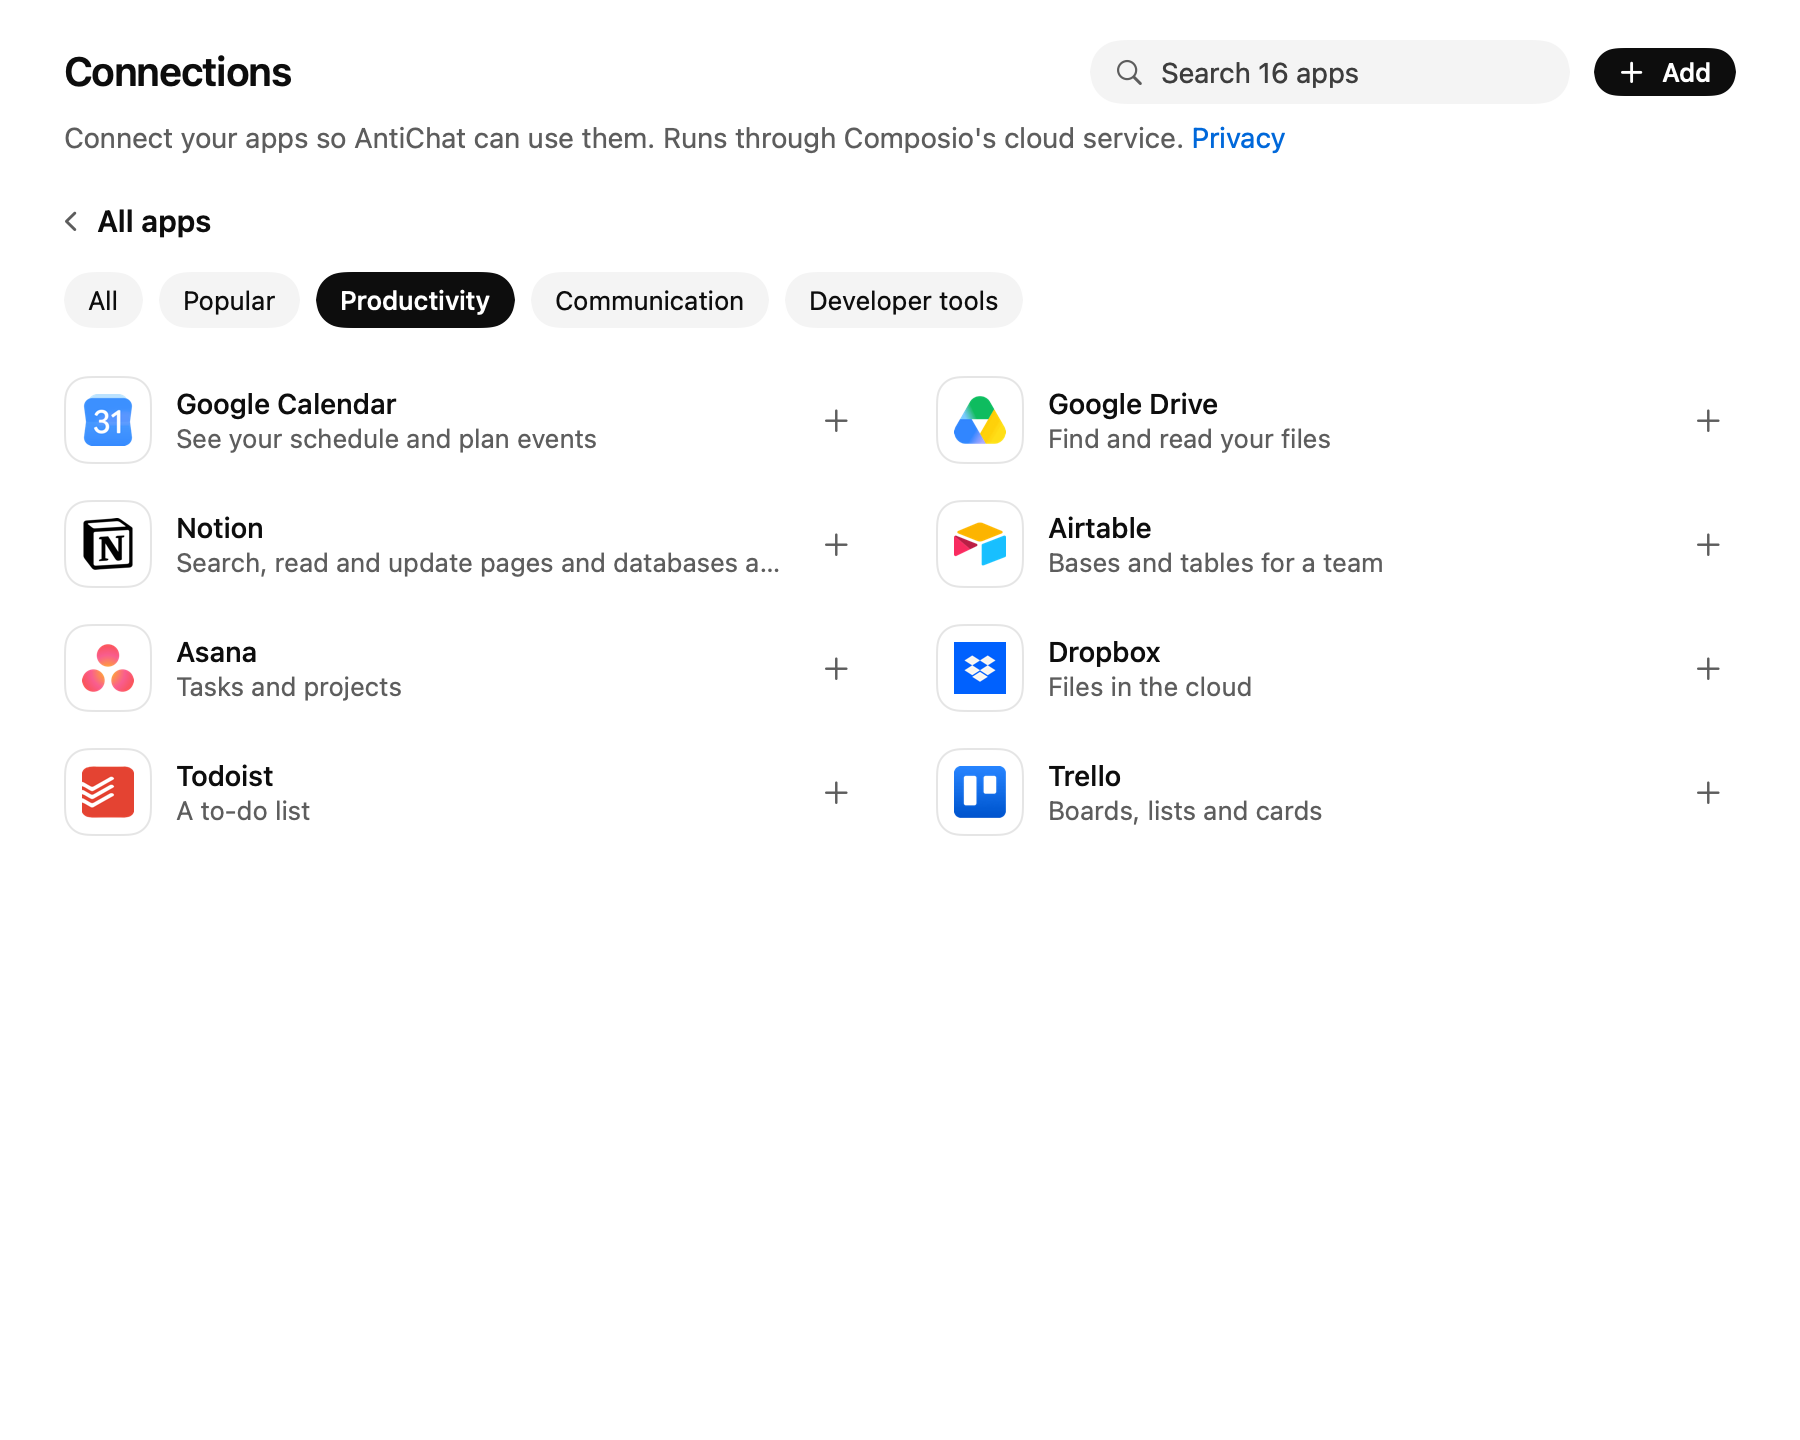 Connections
Search 16 apps
Add
Connect your apps so AntiChat can use them. Runs through Composio's cloud service. Privacy
All apps
All
Popular
Productivity
Communication
Developer tools
31
Google Calendar
See your schedule and plan events
Google Drive
Find and read your files
N
Notion
Search, read and update pages and databases a...
Airtable
Bases and tables for a team
Asana
Tasks and projects
Dropbox
Files in the cloud
Todoist
A to-do list
Trello
Boards, lists and cards